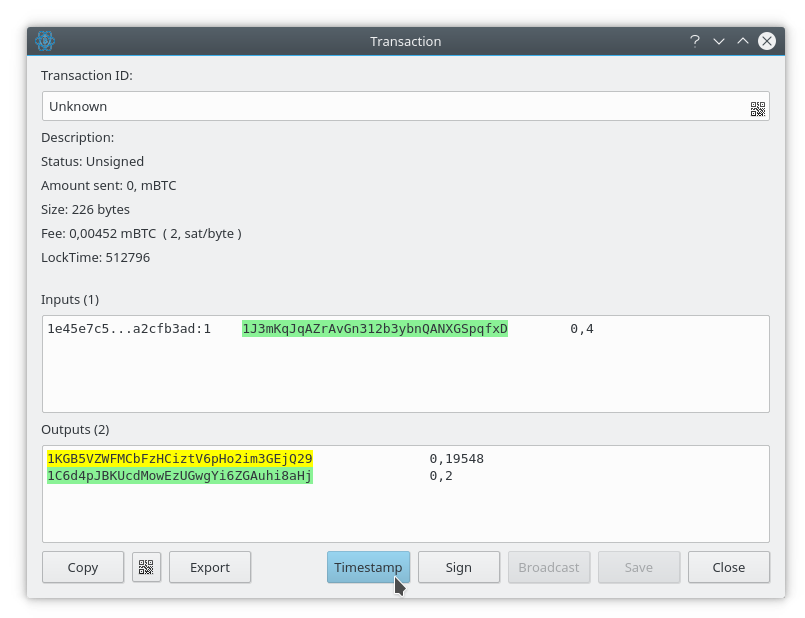 Transaction
Transaction ID:
Unknown
Description:
Status: Unsigned
Amount sent: 0, mBTC
Size: 226 bytes
Fee: 0,00452 mBTC  ( 2, sat/byte )
LockTime: 512796
Inputs (1)
1e45e7c5...a2cfb3ad:1 1J3mKqJqAZrAvGn312b3ybnQANXGSpqfxD 0,4
Outputs (2)
1KGB5VZWFMCbFzHCiztV6pHo2im3GEjQ29 0,19548
1C6d4pJBKUcdMowEzUGwgYi6ZGAuhi8aHj 0,2
Copy Export Timestamp Sign Broadcast Save Close